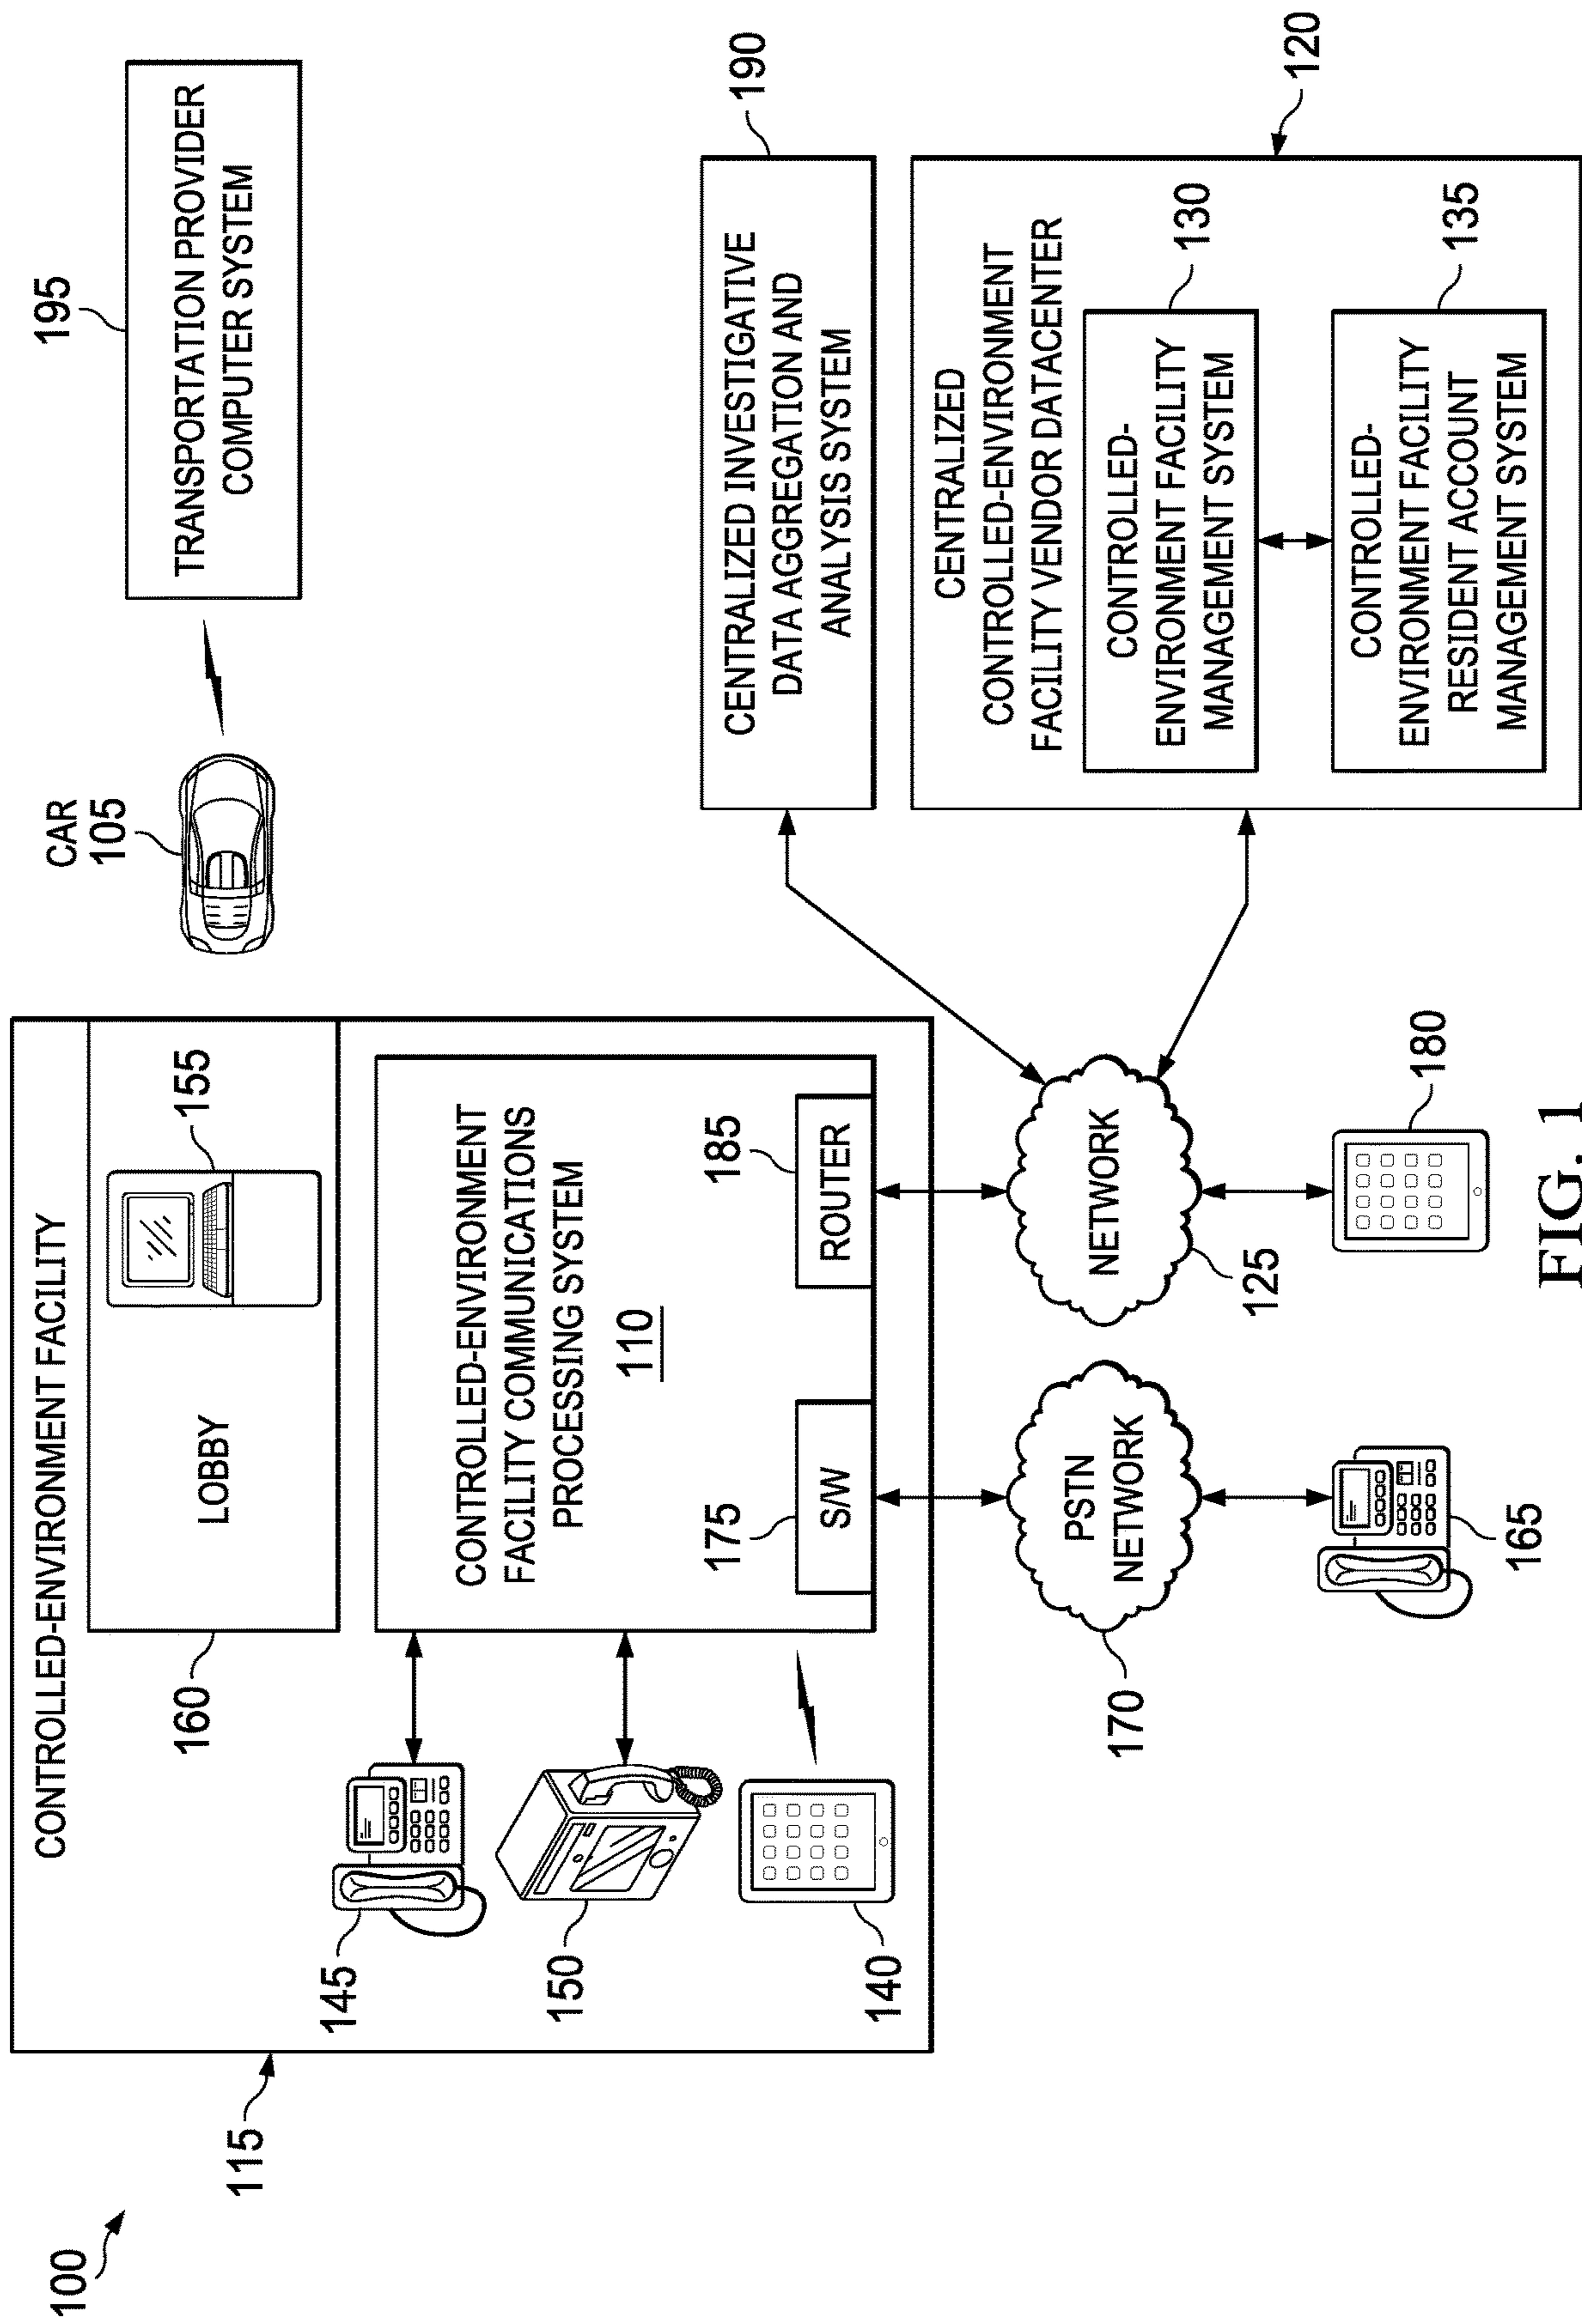 100
115
CONTROLLED-ENVIRONMENT FACILITY
160
LOBBY
155
145
150
140
CONTROLLED-ENVIRONMENT
FACILITY COMMUNICATIONS
PROCESSING SYSTEM
110
175
S/W
185
ROUTER
CAR
105
195
TRANSPORTATION PROVIDER
COMPUTER SYSTEM
170
PSTN
NETWORK
165
NETWORK
125
180
CENTRALIZED INVESTIGATIVE
DATA AGGREGATION AND
ANALYSIS SYSTEM
190
CENTRALIZED
CONTROLLED-ENVIRONMENT
FACILITY VENDOR DATACENTER
120
CONTROLLED-
ENVIRONMENT FACILITY
MANAGEMENT SYSTEM
130
CONTROLLED-
ENVIRONMENT FACILITY
RESIDENT ACCOUNT
MANAGEMENT SYSTEM
135
FIG. 1